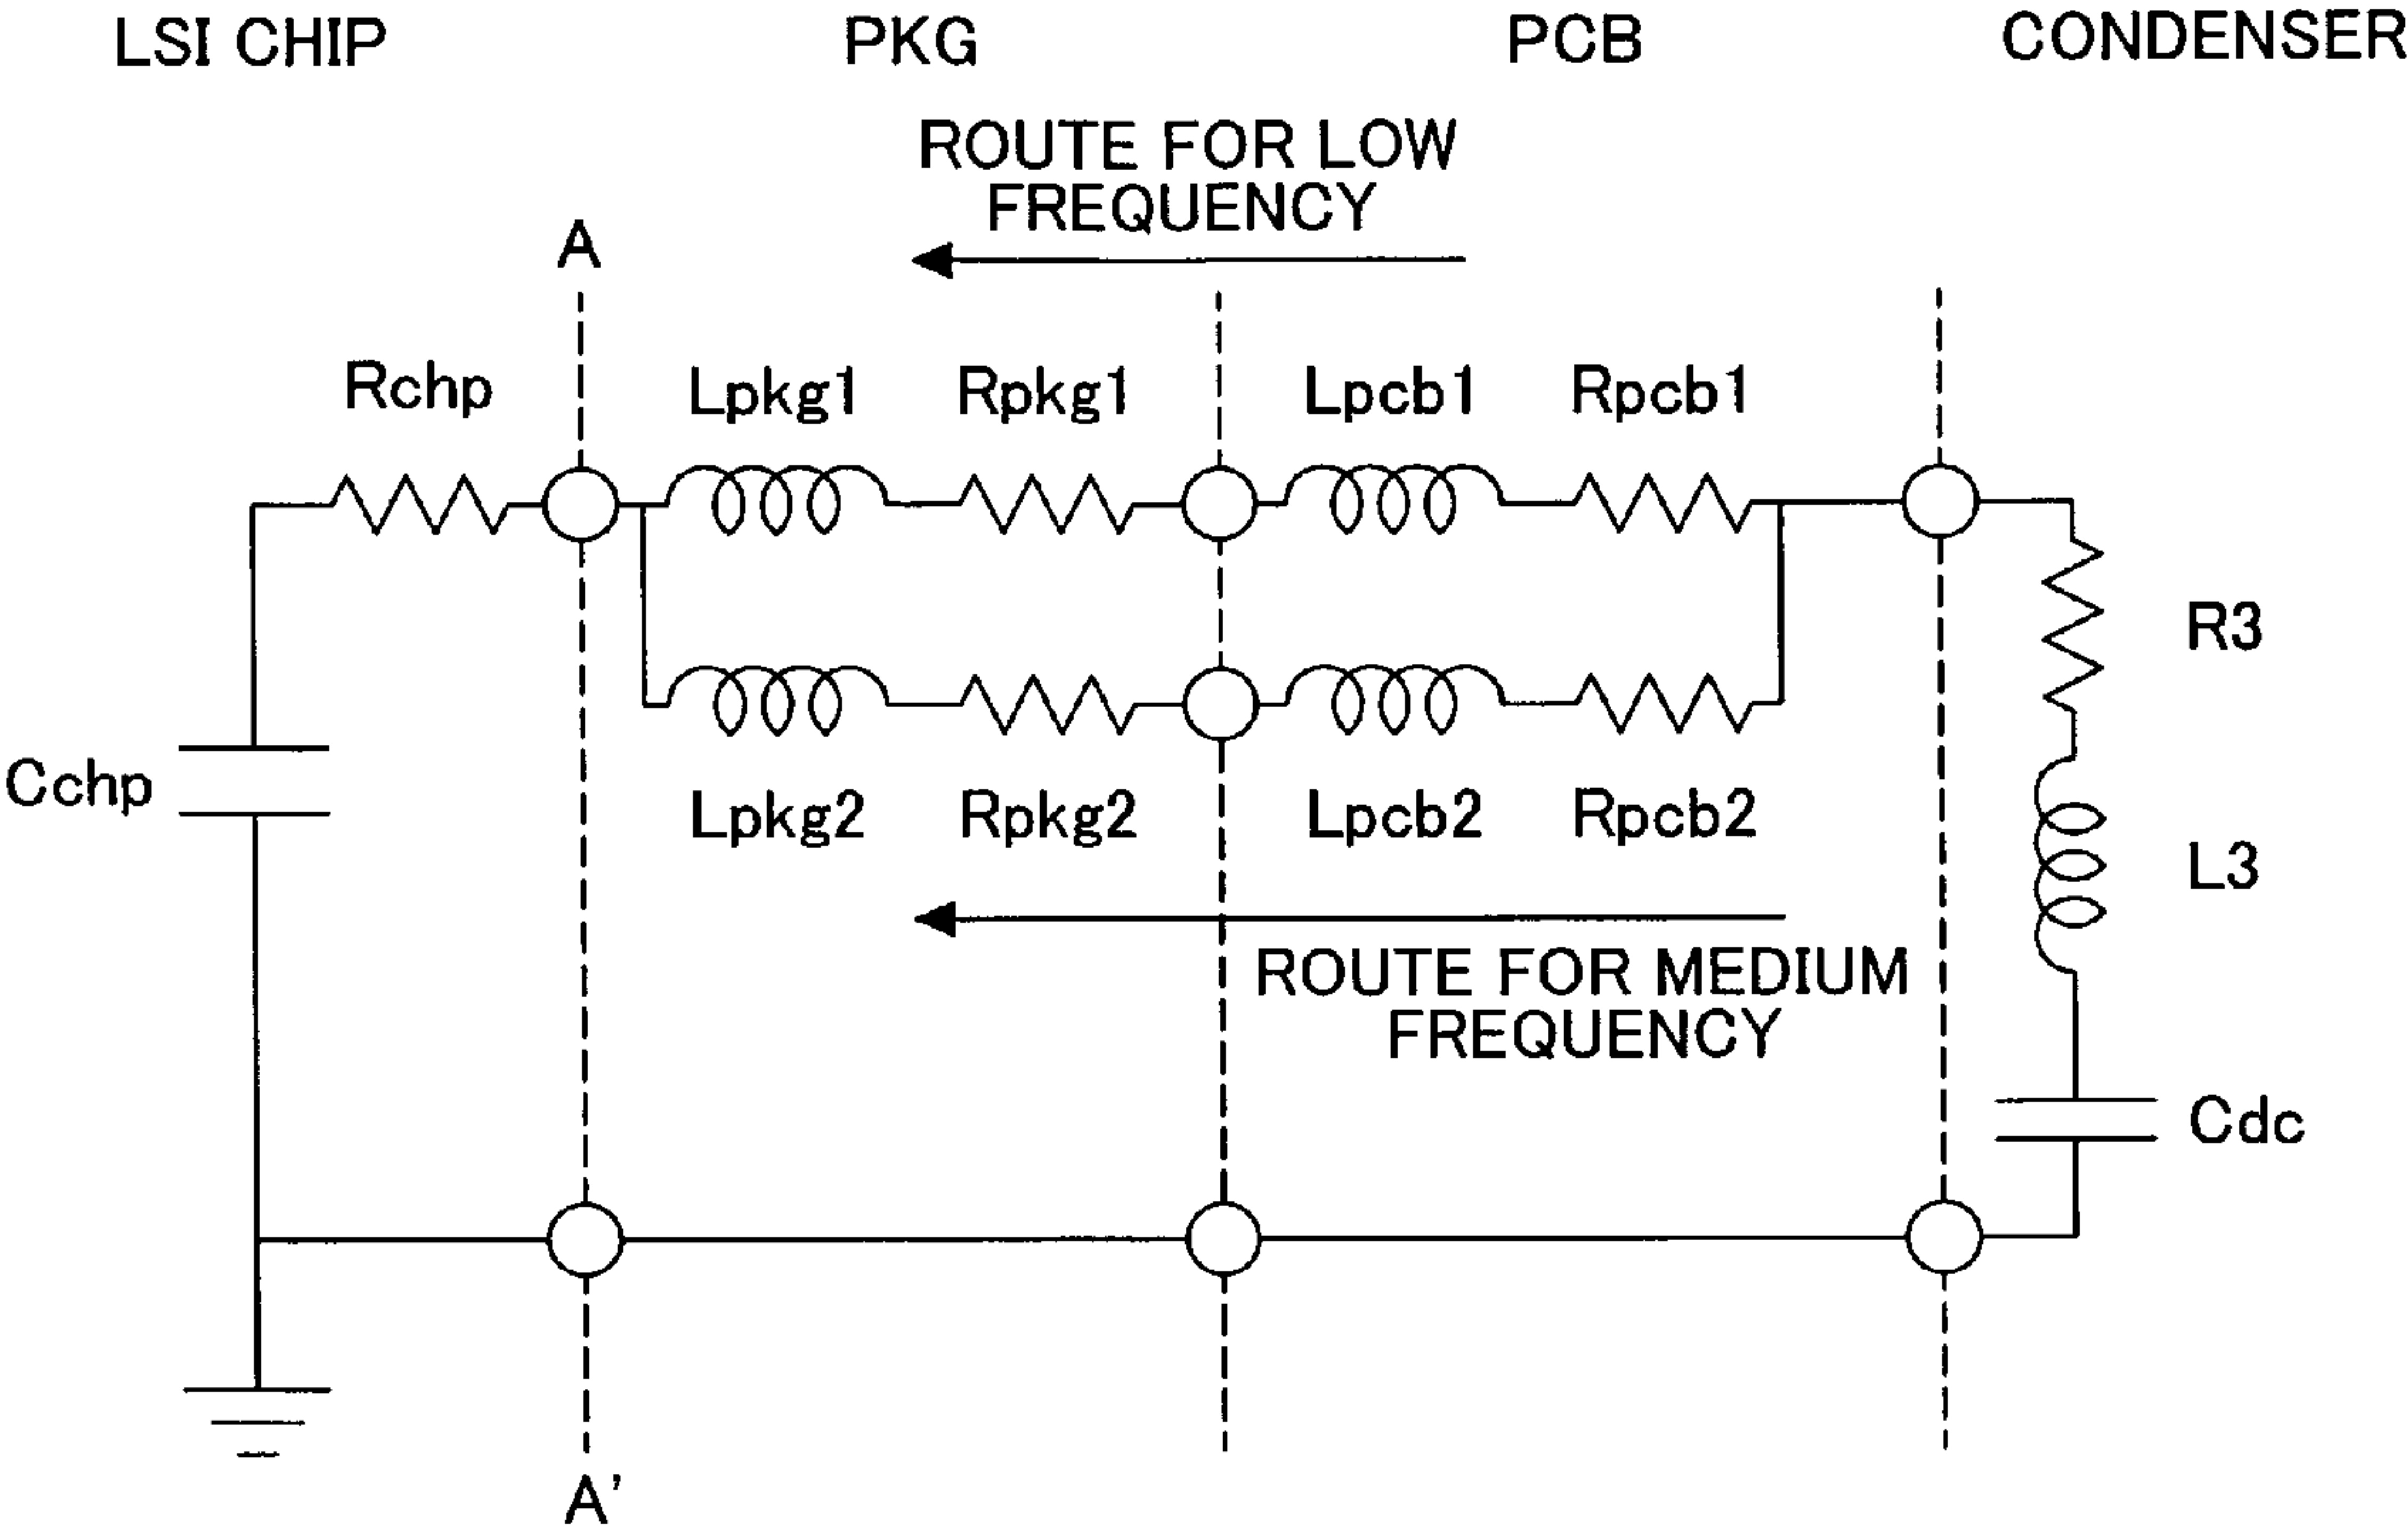 LSI CHIP
PKG
PCB
CONDENSER
ROUTE FOR LOW
FREQUENCY
A
Rchp
Lpkg1
Rpkg1
Lpcb1
Rpcb1
R3
Cchp
Lpkg2
Rpkg2
Lpcb2
Rpcb2
L3
ROUTE FOR MEDIUM
FREQUENCY
Cdc
A'